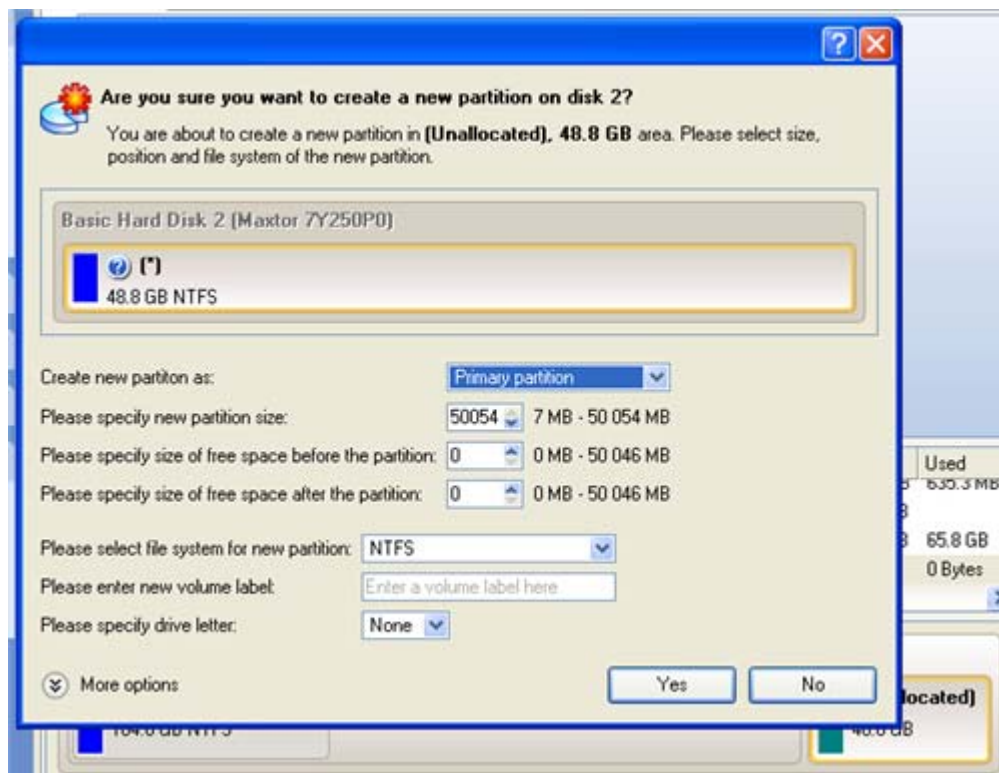 Are you sure you want to create a new partition on disk 2?
You are about to create a new partition in (Unallocated), 48.8 GB area. Please select size,
position and file system of the new partition.
Basic Hard Disk 2 (Maxtor 7Y250P0)
(*)
48.8 GB NTFS
Create new partiton as: Primary partition
Please specify new partition size: 50054 7 MB - 50 054 MB
Please specify size of free space before the partition: 0 0 MB - 50 046 MB
Please specify size of free space after the partition: 0 0 MB - 50 046 MB
Please select file system for new partition: NTFS
Please enter new volume label: Enter a volume label here
Please specify drive letter: None
More options
Yes No
Used
635.3 MB
65.8 GB
0 Bytes
located)
48.8 GB